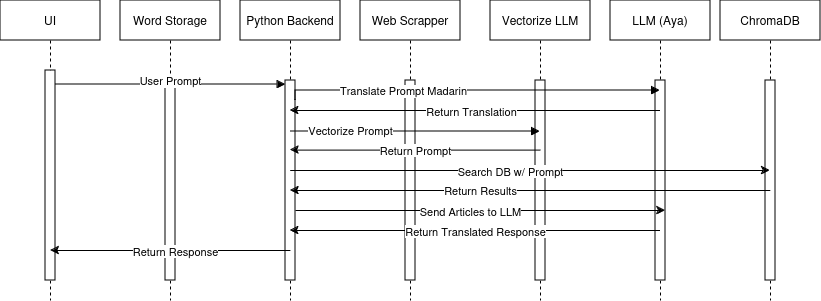 UI
Word Storage
Python Backend
Web Scrapper
Vectorize LLM
LLM (Aya)
ChromaDB
User Prompt
Translate Prompt Madarin
Return Translation
Vectorize Prompt
Return Prompt
Search DB w/ Prompt
Return Results
Send Articles to LLM
Return Translated Response
Return Response